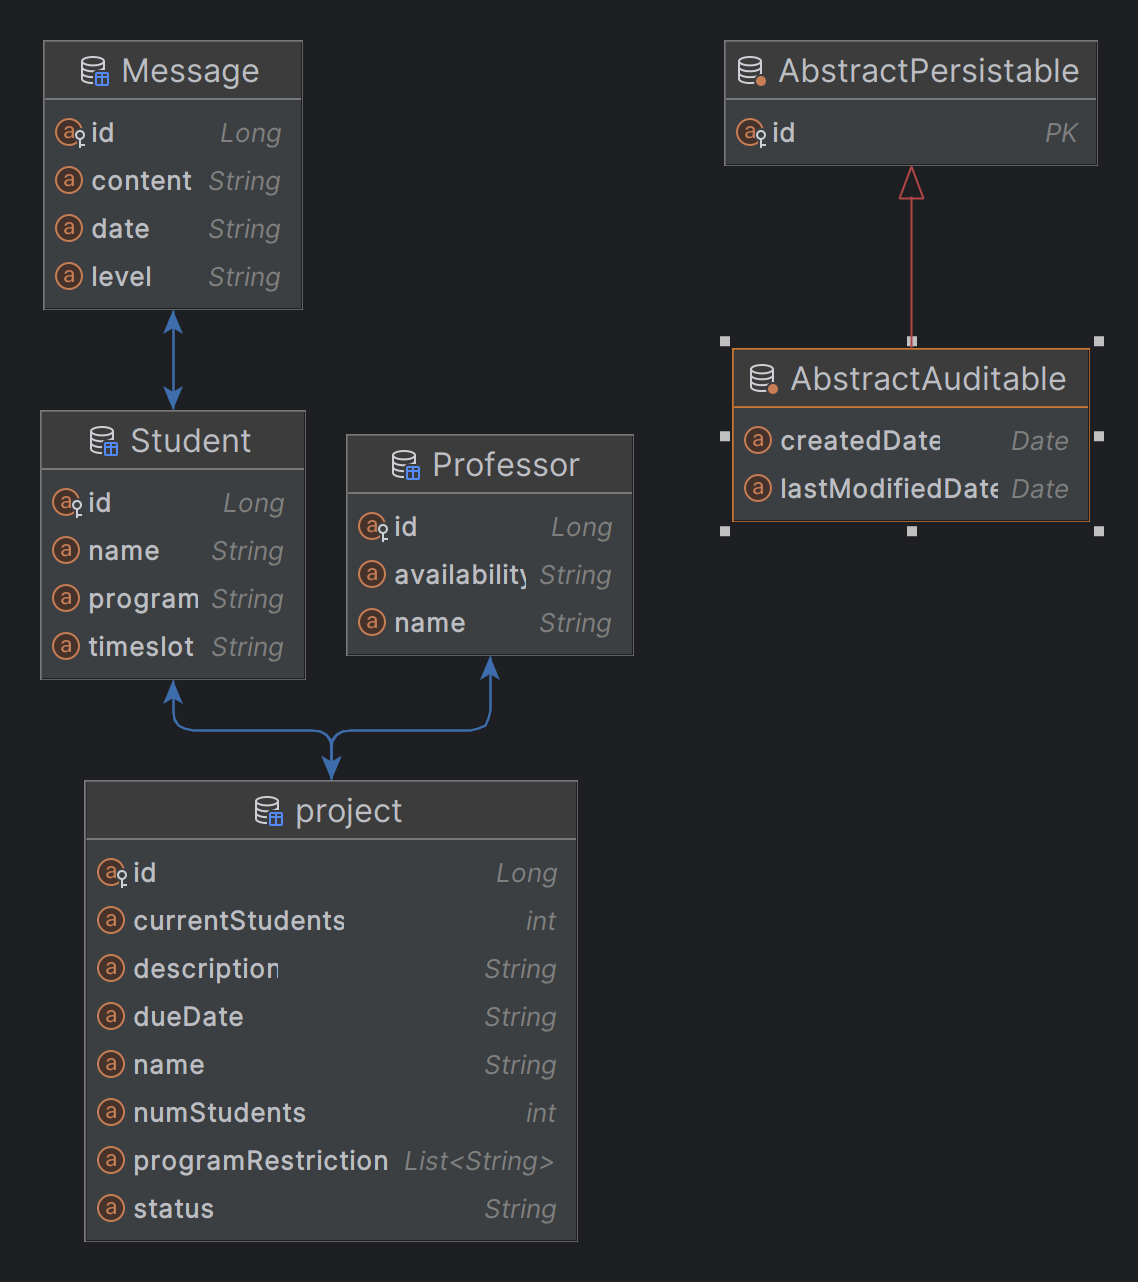 Message
id Long
content String
date String
level String
AbstractPersistable
id PK
AbstractAuditable
createdDate Date
lastModifiedDate Date
Student
id Long
name String
program String
timeslot String
Professor
id Long
availability String
name String
project
id Long
currentStudents int
description String
dueDate String
name String
numStudents int
programRestriction List<String>
status String